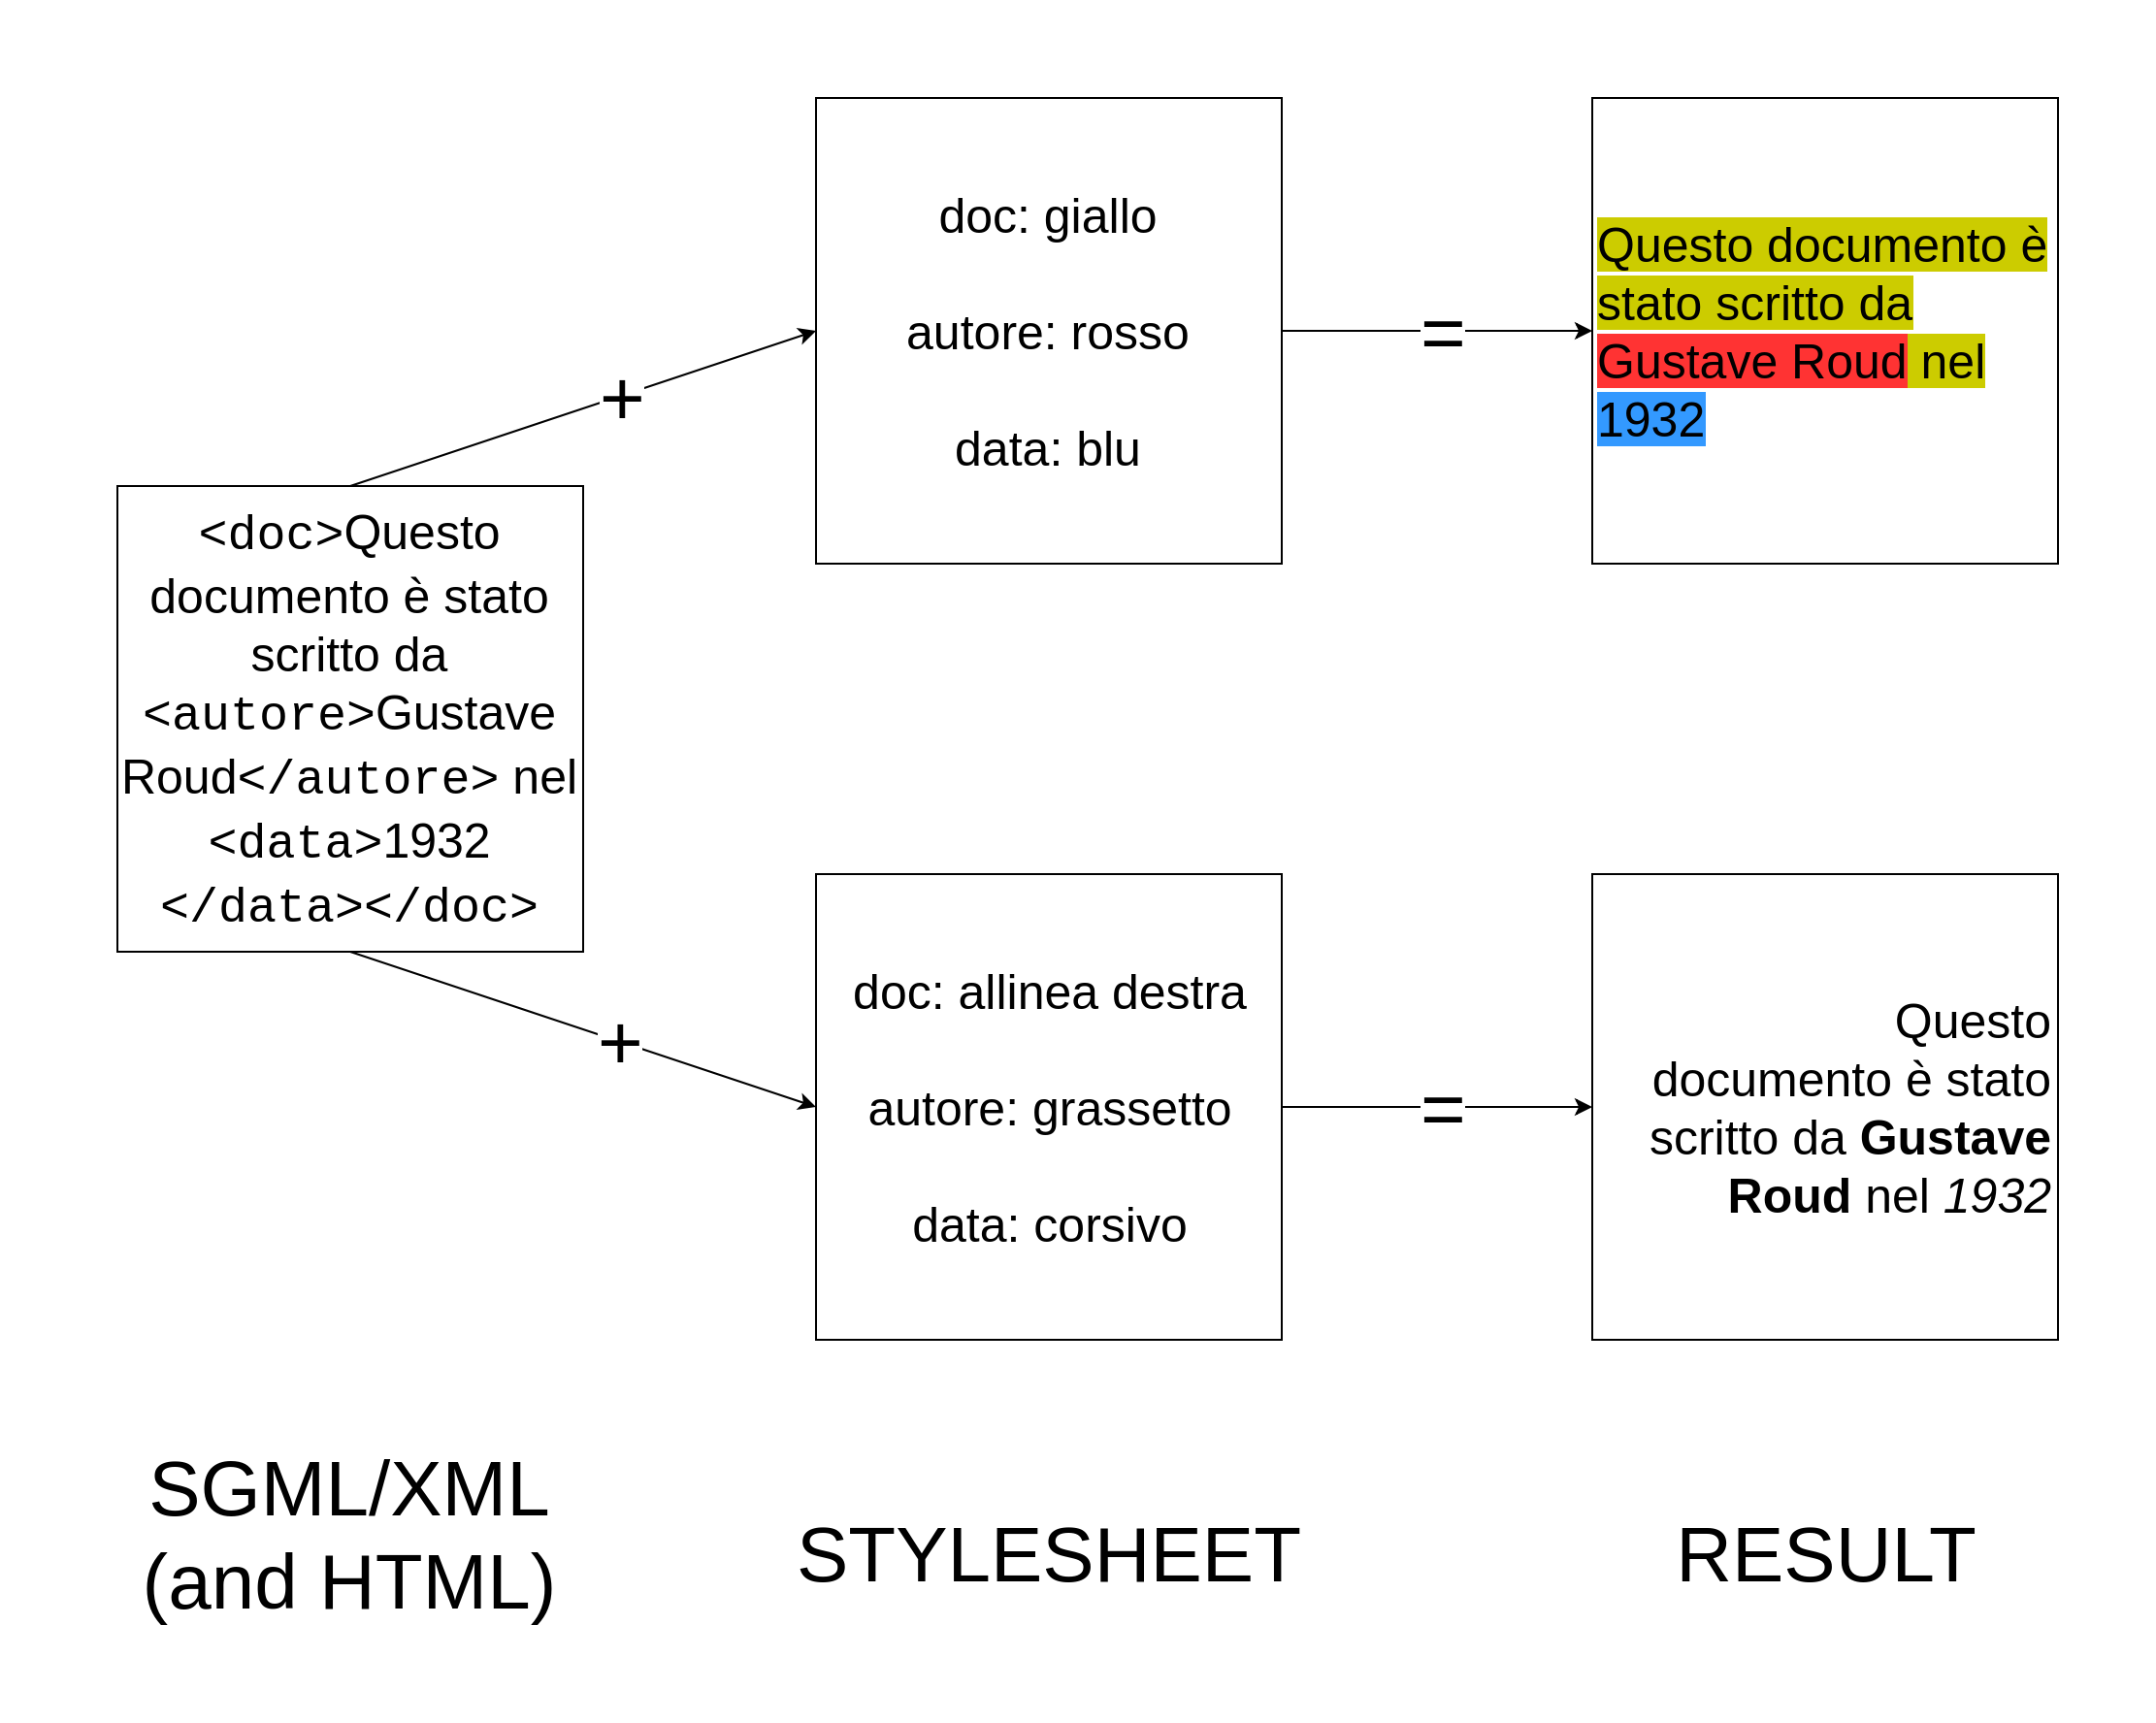 <doc>Questo
documento è stato
scritto da
<autore>Gustave
Roud</autore> nel
<data>1932
</data></doc>
+
doc: giallo
autore: rosso
data: blu
=
Questo documento è
stato scritto da
Gustave Roud nel
1932
+
doc: allinea destra
autore: grassetto
data: corsivo
=
Questo
documento è stato
scritto da Gustave
Roud nel 1932
SGML/XML
(and HTML)
STYLESHEET
RESULT